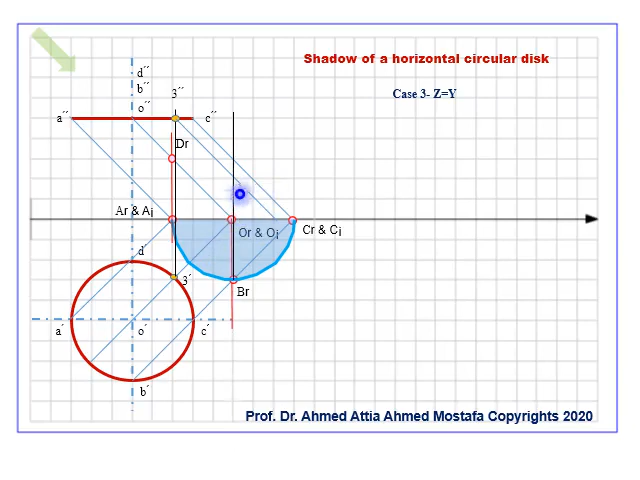 Shadow of a horizontal circular disk
Case 3- Z=Y
d´´
b´´
o´´
3´´
a´´
c´´
Dr
Ar & Ai
Or & Oi
Cr & Ci
d´
3´
Br
a´
o´
c´
b´
Prof. Dr. Ahmed Attia Ahmed Mostafa Copyrights 2020